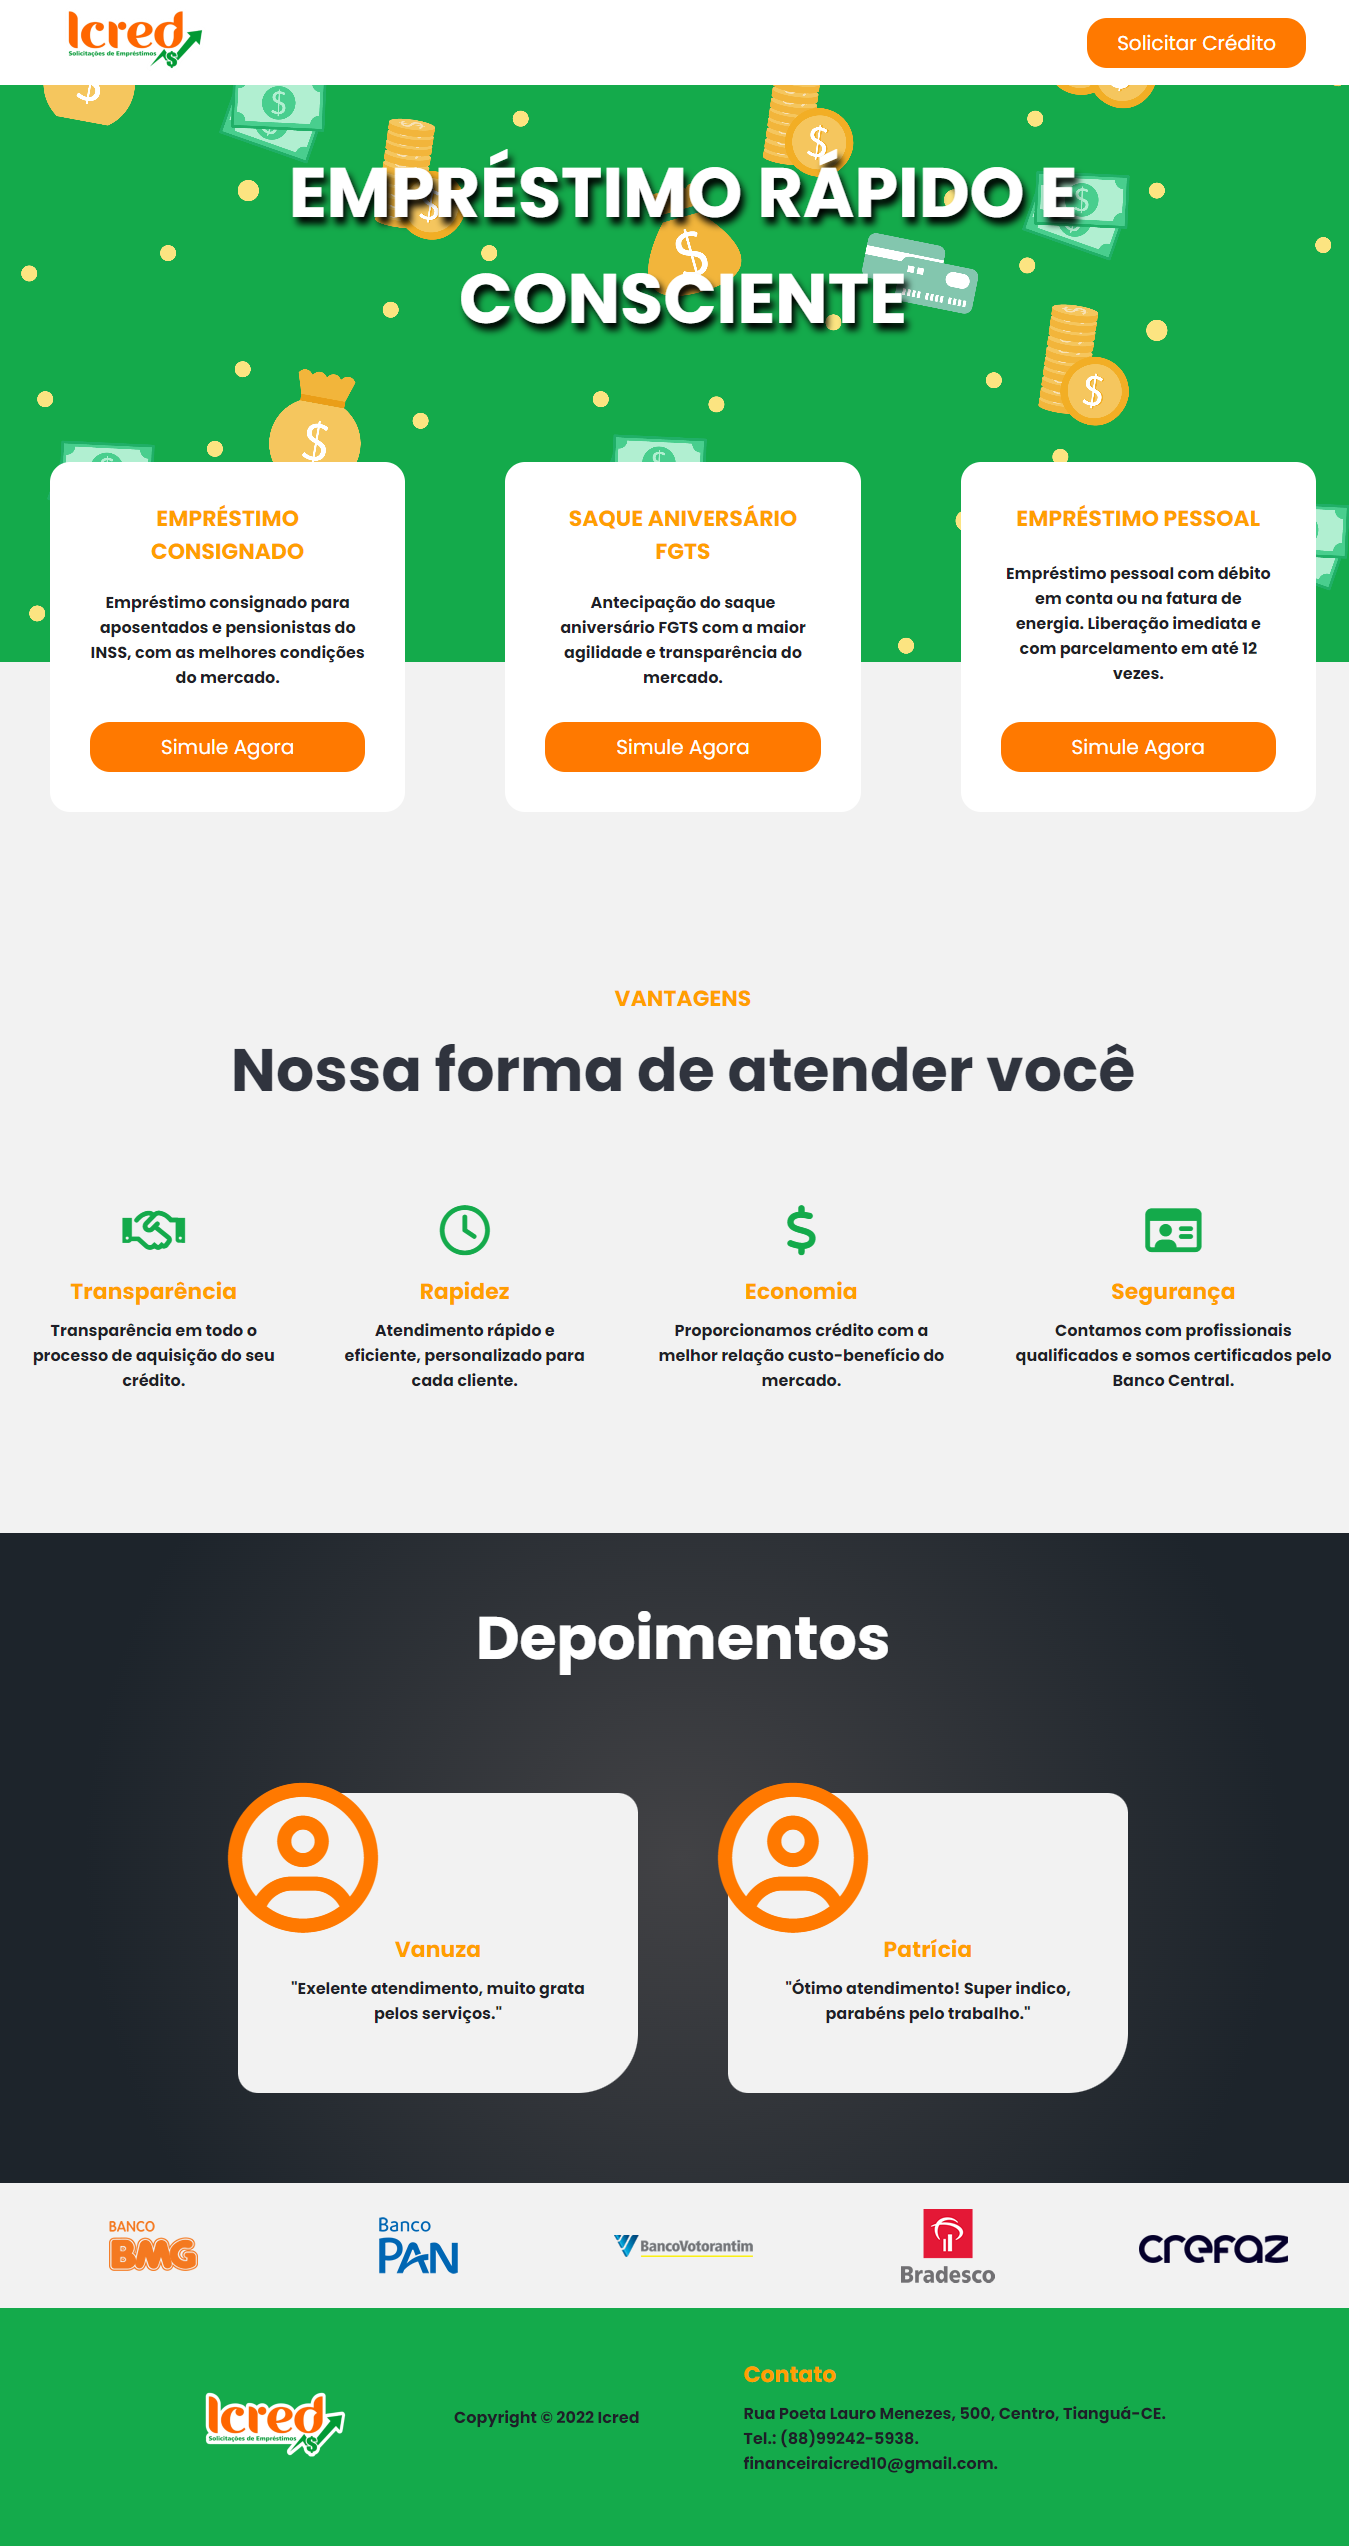 Icred
Solicitações de Empréstimos
Solicitar Crédito
EMPRÉSTIMO RÁPIDO E
CONSCIENTE
EMPRÉSTIMO
CONSIGNADO
Empréstimo consignado para
aposentados e pensionistas do
INSS, com as melhores condições
do mercado.
Simule Agora
SAQUE ANIVERSÁRIO
FGTS
Antecipação do saque
aniversário FGTS com a maior
agilidade e transparência do
mercado.
Simule Agora
EMPRÉSTIMO PESSOAL
Empréstimo pessoal com débito
em conta ou na fatura de
energia. Liberação imediata e
com parcelamento em até 12
vezes.
Simule Agora
VANTAGENS
Nossa forma de atender você
Transparência
Transparência em todo o
processo de aquisição do seu
crédito.
Rapidez
Atendimento rápido e
eficiente, personalizado para
cada cliente.
Economia
Proporcionamos crédito com a
melhor relação custo-benefício do
mercado.
Segurança
Contamos com profissionais
qualificados e somos certificados pelo
Banco Central.
Depoimentos
Vanuza
"Exelente atendimento, muito grata
pelos serviços."
Patrícia
"Ótimo atendimento! Super indico,
parabéns pelo trabalho."
BANCO
BMG
Banco
PAN
BancoVotorantim
Bradesco
crefaz
Icred
Solicitações de Empréstimos
Copyright © 2022 Icred
Contato
Rua Poeta Lauro Menezes, 500, Centro, Tianguá-CE.
Tel.: (88)99242-5938.
financeiraicred10@gmail.com.